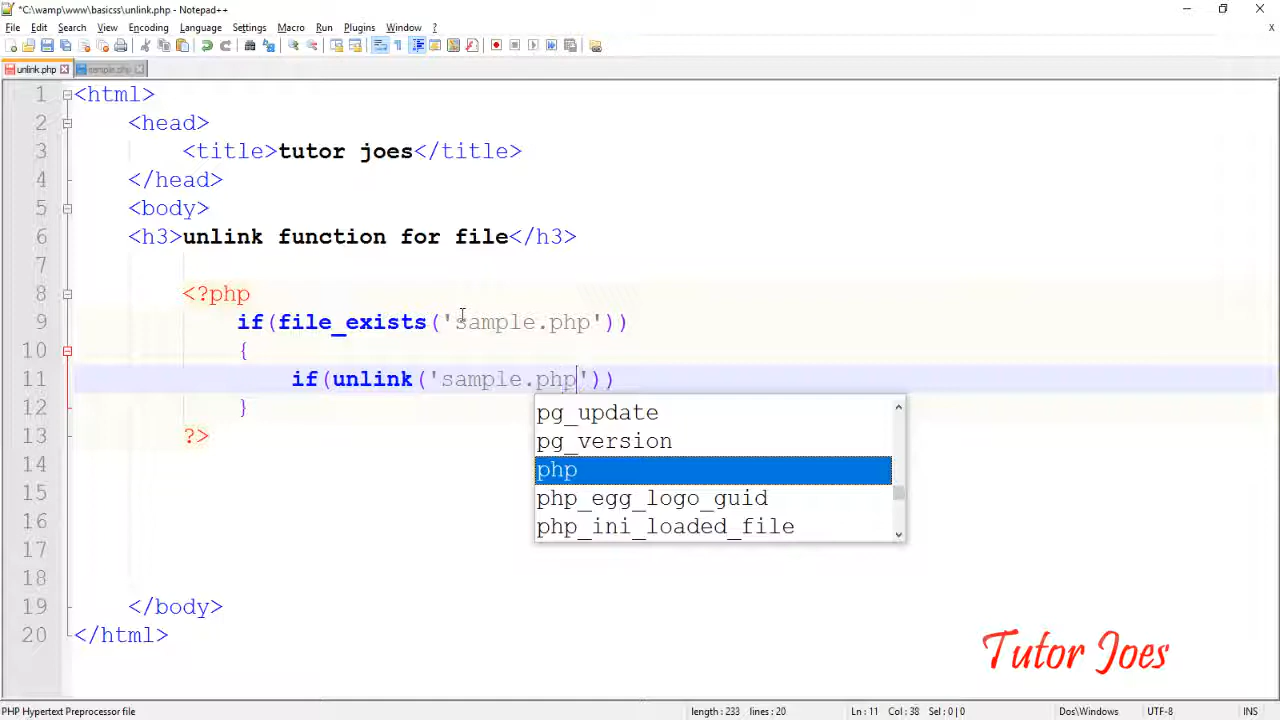 *C:\wamp\www\basicss\unlink.php - Notepad++
File Edit Search View Encoding Language Settings Macro Run Plugins Window ?
X
unlink.php sample.php
1 <html>
2 <head>
3 <title>tutor joes</title>
4 </head>
5 <body>
6 <h3>unlink function for file</h3>
7
8 <?php
9 if(file_exists('sample.php'))
10 {
11 if(unlink('sample.php'))
12 }
13 ?>
14
15
16
17
18
19 </body>
20 </html>
pg_update
pg_version
php
php_egg_logo_guid
php_ini_loaded_file
Tutor Joes
PHP Hypertext Preprocessor file length : 233 lines : 20 Ln : 11 Col : 38 Sel : 0 | 0 Dos\Windows UTF-8 INS